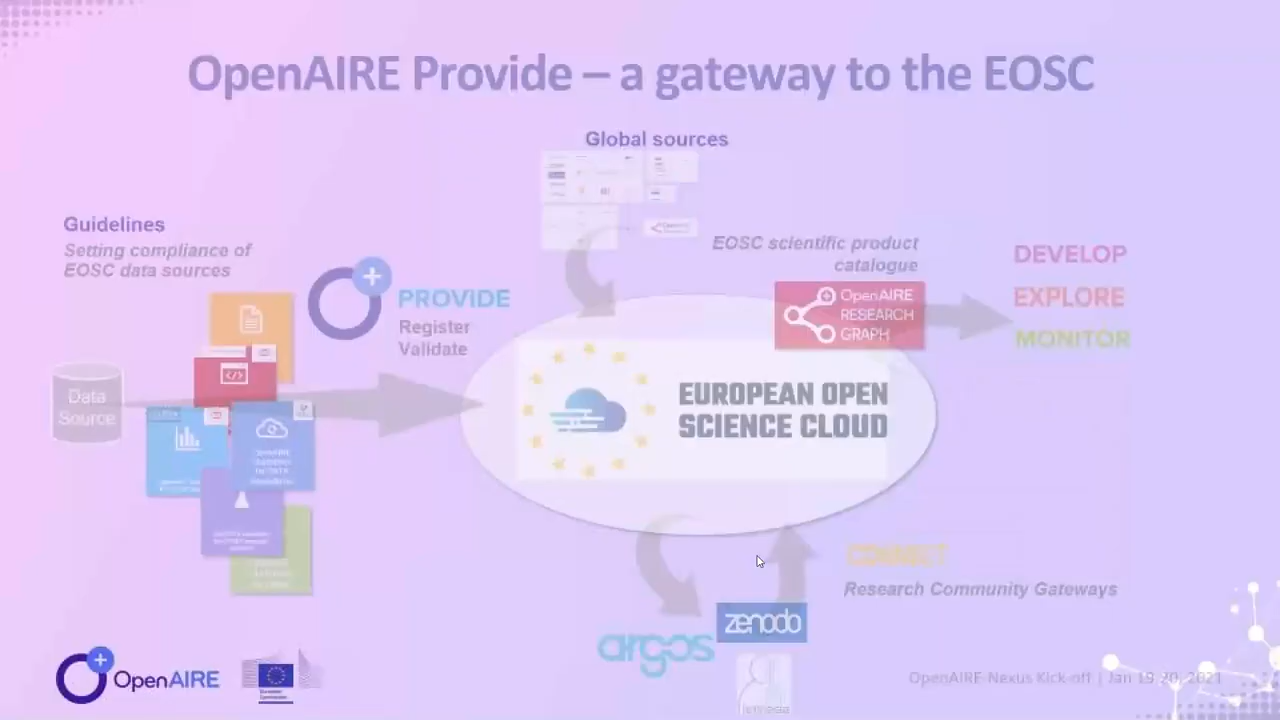 OpenAIRE Provide – a gateway to the EOSC
Global sources
Guidelines
Setting compliance of
EOSC data sources
PROVIDE
Register
Validate
EOSC scientific product
catalogue
OpenAIRE
RESEARCH
GRAPH
DEVELOP
EXPLORE
MONITOR
Data
Source
EUROPEAN OPEN
SCIENCE CLOUD
CONNECT
Research Community Gateways
zenodo
argos
OpenAIRE
European
Commission
OpenAIRE-Nexus Kick-off | Jan 19-20, 2021